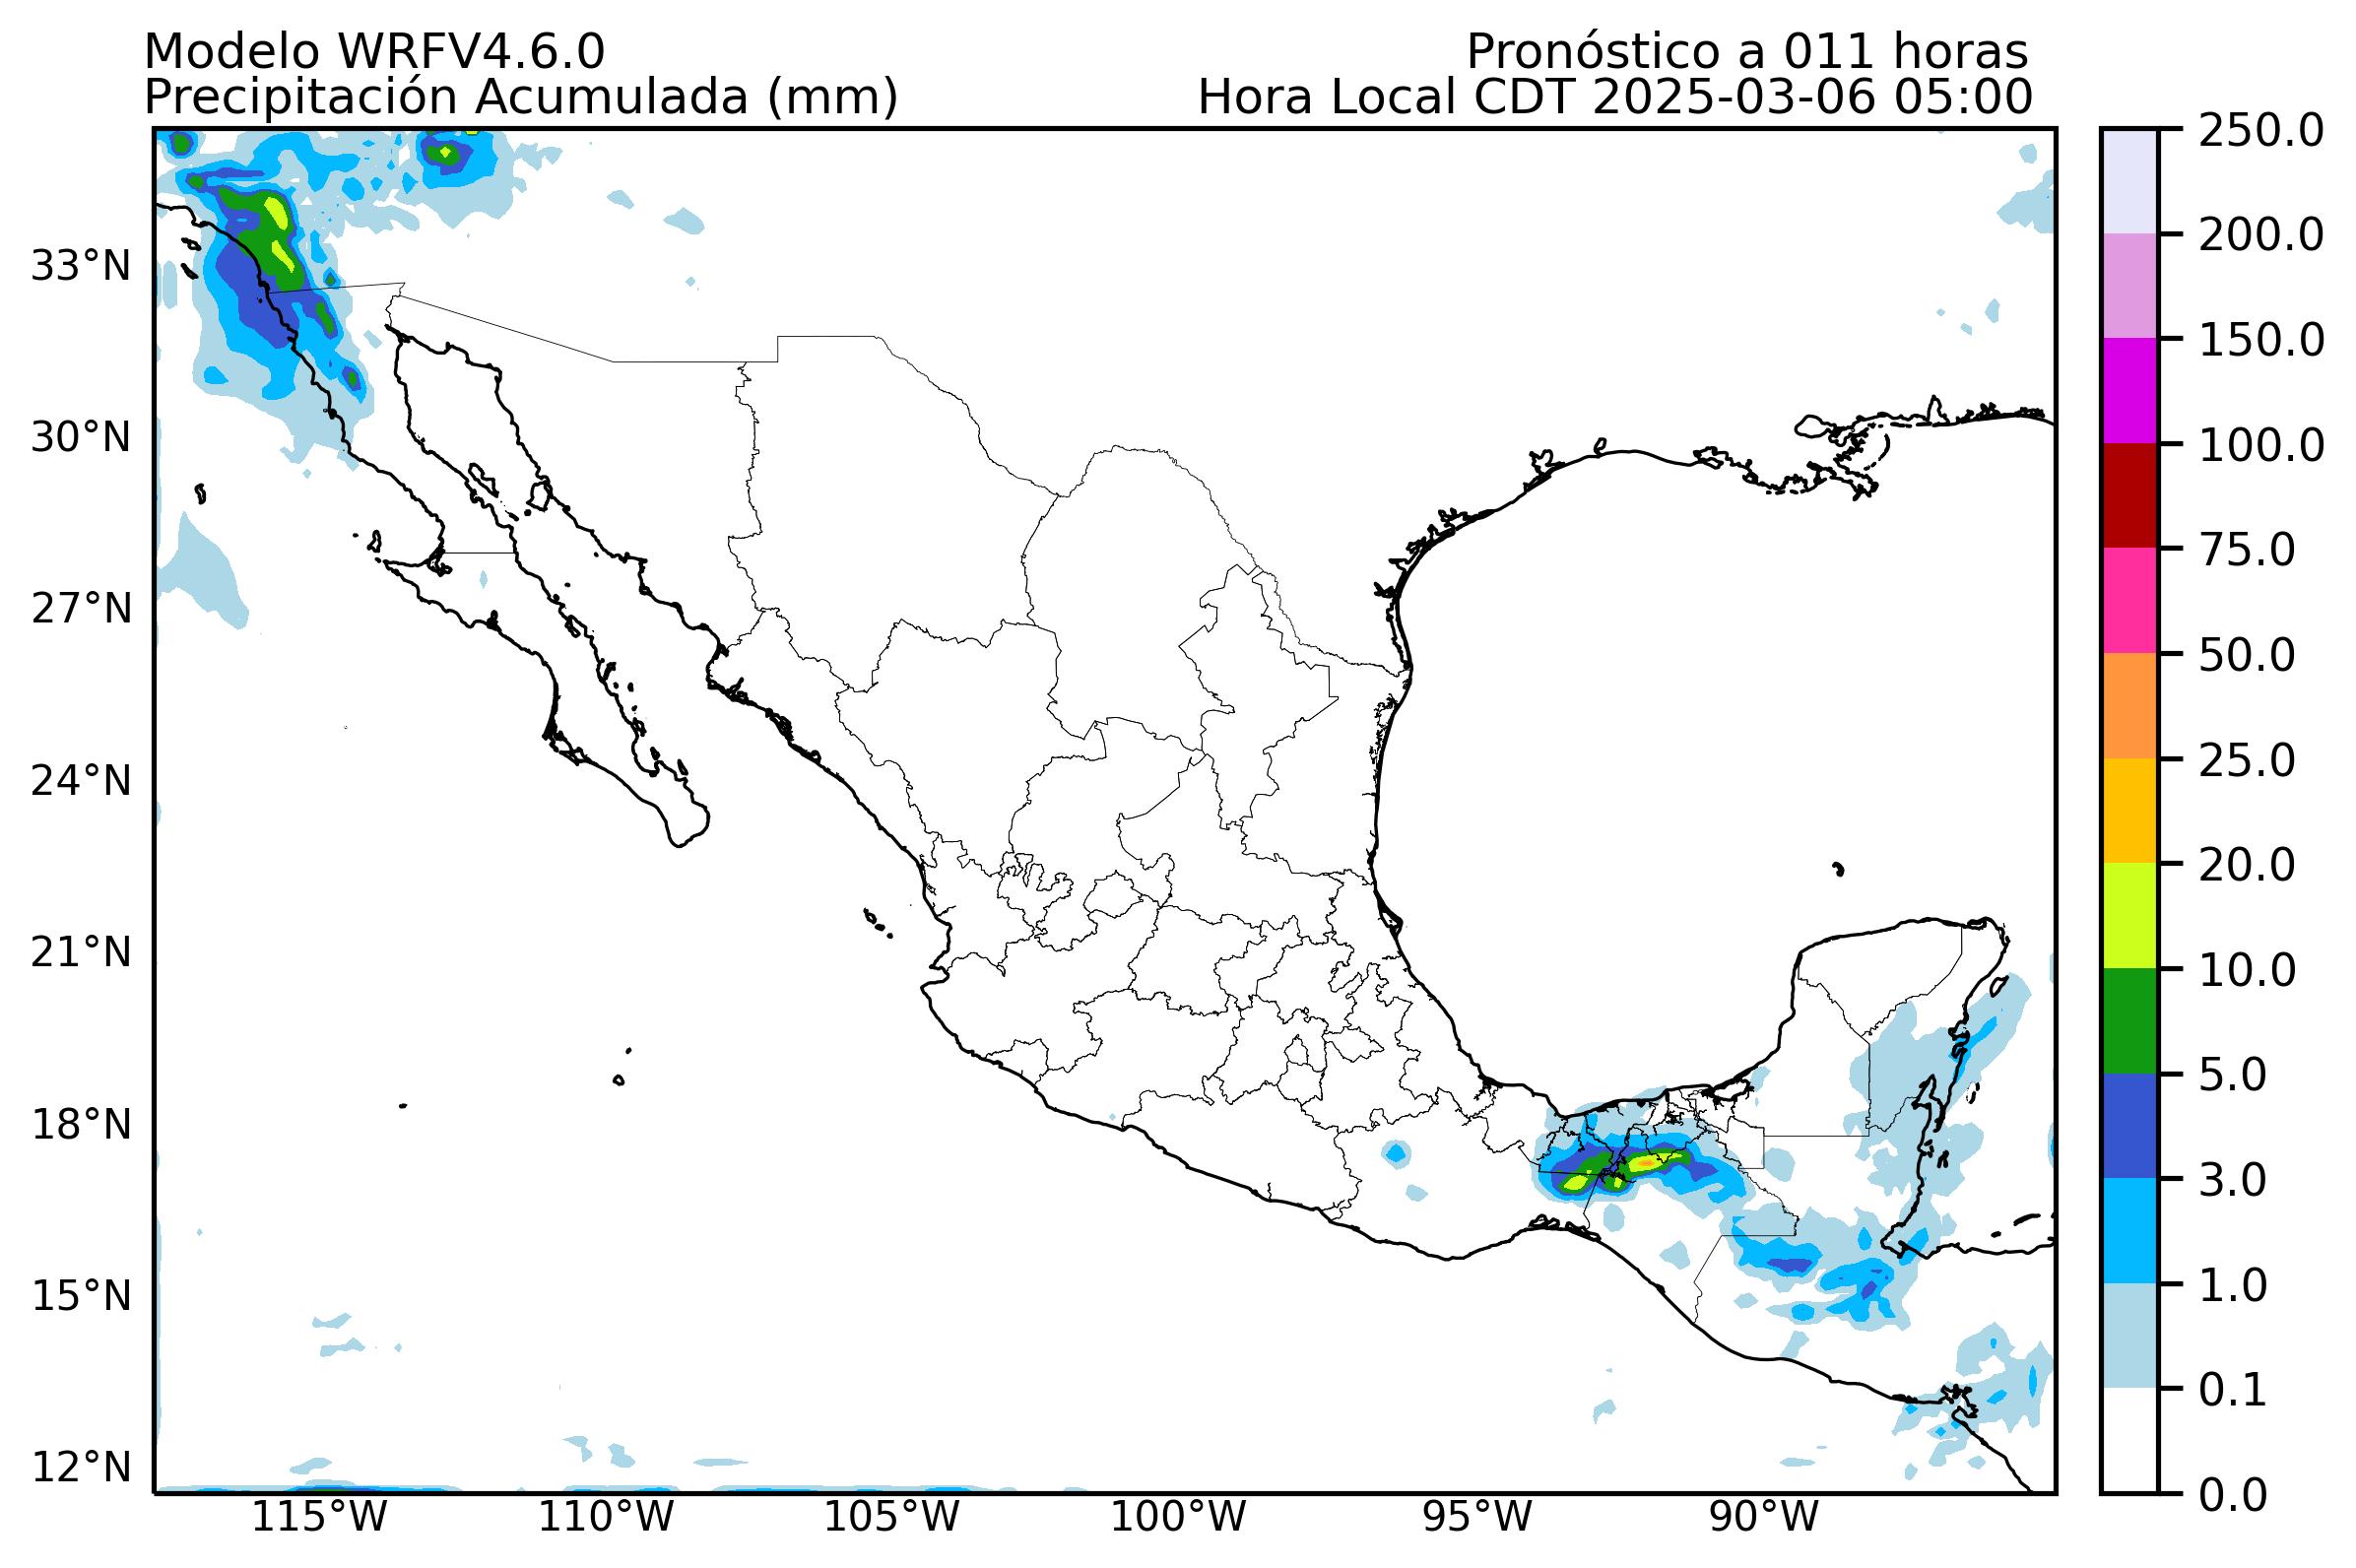 Modelo WRFV4.6.0
Pronóstico a 011 horas
Precipitación Acumulada (mm)
Hora Local CDT 2025-03-06 05:00
33°N
30°N
27°N
24°N
21°N
18°N
15°N
12°N
115°W
110°W
105°W
100°W
95°W
90°W
250.0
200.0
150.0
100.0
75.0
50.0
25.0
20.0
10.0
5.0
3.0
1.0
0.1
0.0